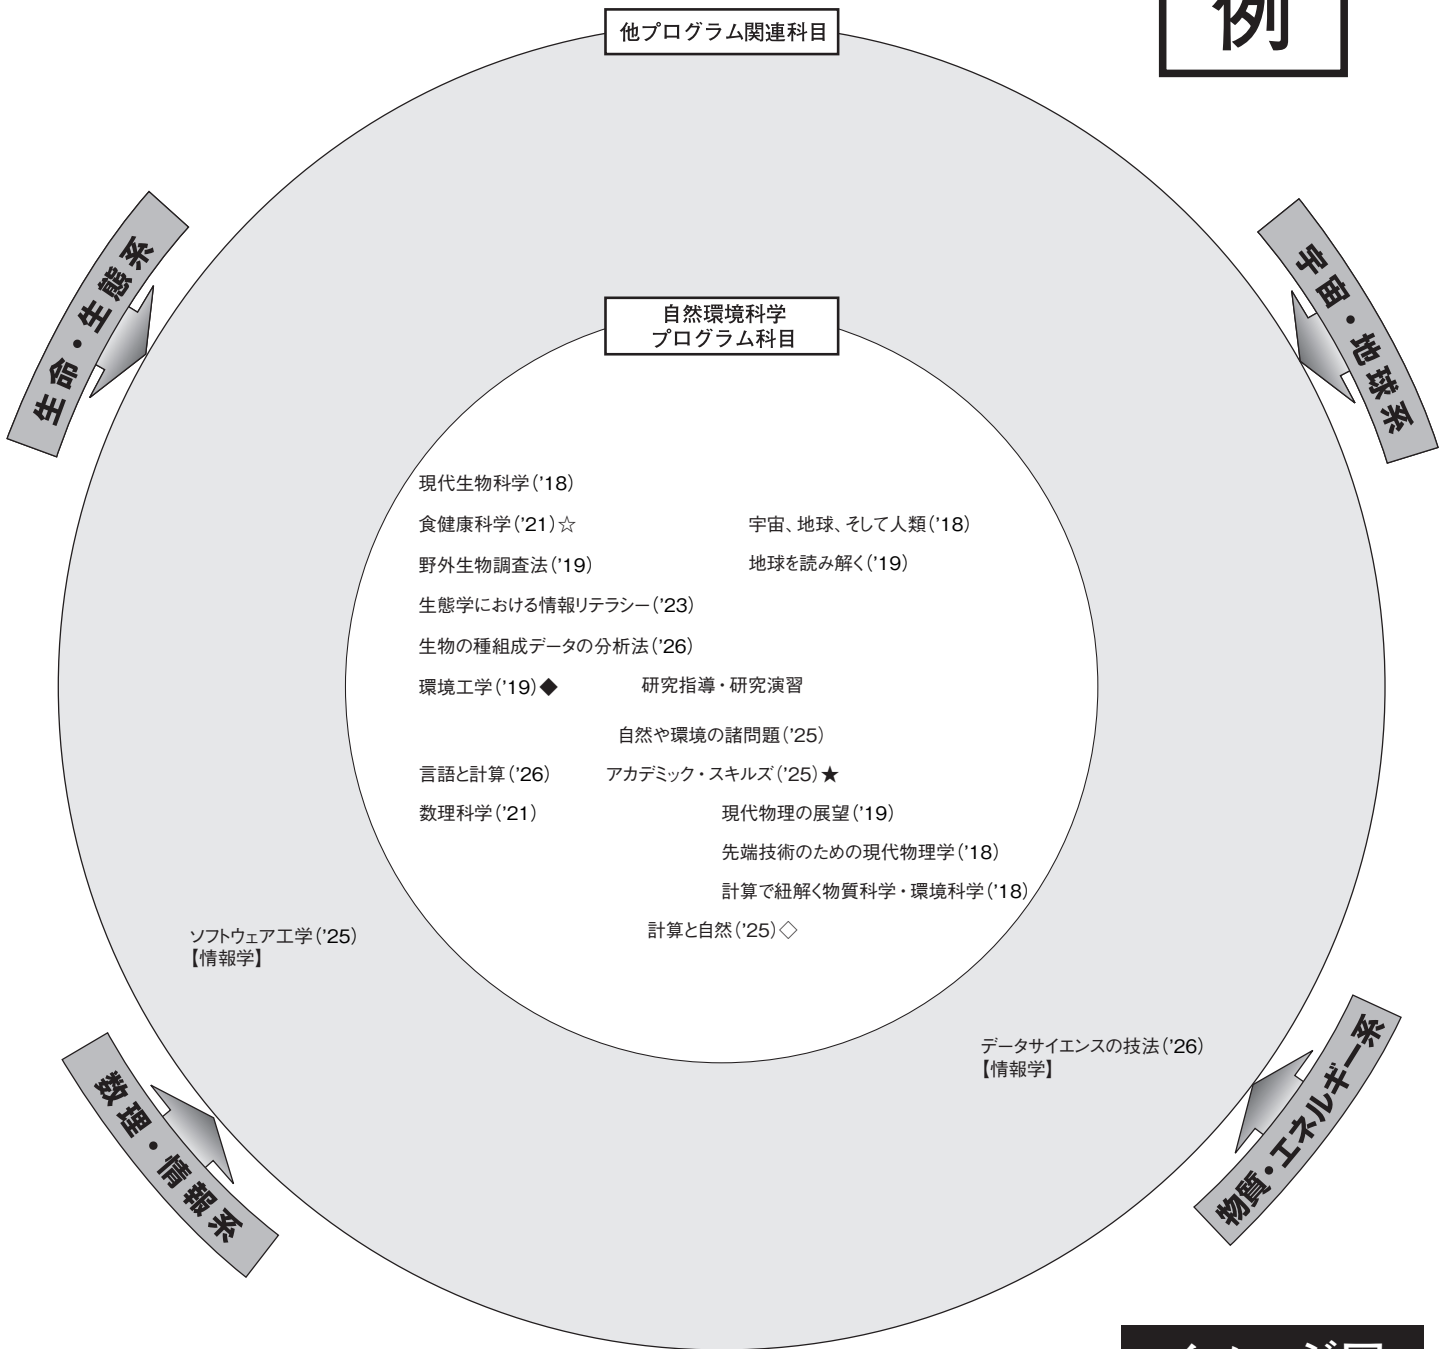 例
他プログラム関連科目
生命・生態系
宇宙・地球系
自然環境科学
プログラム科目
現代生物科学('18)
食健康科学('21)☆
宇宙、地球、そして人類('18)
野外生物調査法('19)
地球を読み解く('19)
生態学における情報リテラシー('23)
生物の種組成データの分析法('26)
環境工学('19)◆
研究指導・研究演習
自然や環境の諸問題('25)
言語と計算('26)
アカデミック・スキルズ('25)★
数理科学('21)
現代物理の展望('19)
先端技術のための現代物理学('18)
計算で紐解く物質科学・環境科学('18)
計算と自然('25)◇
ソフトウェア工学('25)
【情報学】
データサイエンスの技法('26)
【情報学】
数理・情報系
物質・エネルギー系